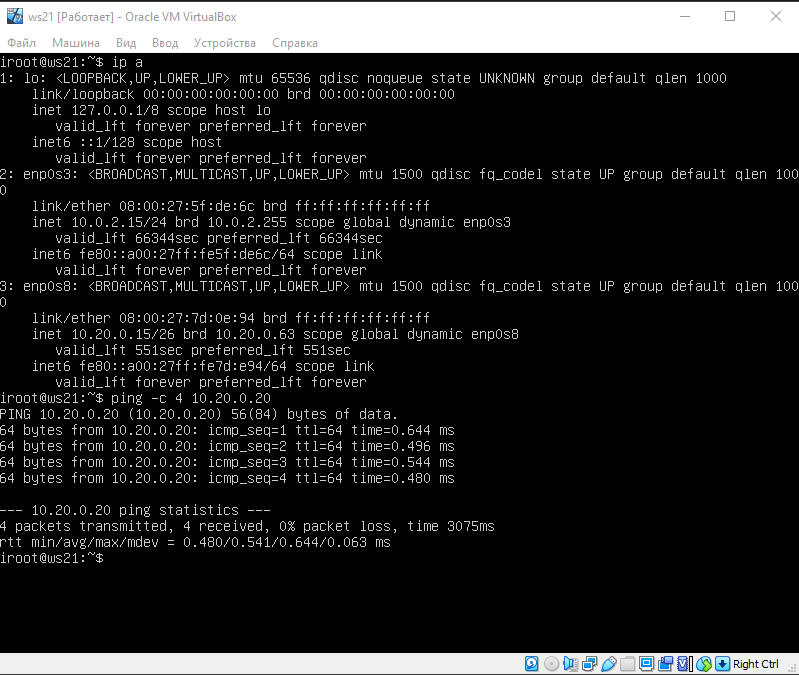 ws21 [Работает] - Oracle VM VirtualBox
Файл Машина Вид Ввод Устройства Справка
iroot@ws21:~$ ip a
1: lo: <LOOPBACK,UP,LOWER_UP> mtu 65536 qdisc noqueue state UNKNOWN group default qlen 1000
    link/loopback 00:00:00:00:00:00 brd 00:00:00:00:00:00
    inet 127.0.0.1/8 scope host lo
       valid_lft forever preferred_lft forever
    inet6 ::1/128 scope host
       valid_lft forever preferred_lft forever
2: enp0s3: <BROADCAST,MULTICAST,UP,LOWER_UP> mtu 1500 qdisc fq_codel state UP group default qlen 100
0
    link/ether 08:00:27:5f:de:6c brd ff:ff:ff:ff:ff:ff
    inet 10.0.2.15/24 brd 10.0.2.255 scope global dynamic enp0s3
       valid_lft 66344sec preferred_lft 66344sec
    inet6 fe80::a00:27ff:fe5f:de6c/64 scope link
       valid_lft forever preferred_lft forever
3: enp0s8: <BROADCAST,MULTICAST,UP,LOWER_UP> mtu 1500 qdisc fq_codel state UP group default qlen 100
0
    link/ether 08:00:27:7d:0e:94 brd ff:ff:ff:ff:ff:ff
    inet 10.20.0.15/26 brd 10.20.0.63 scope global dynamic enp0s8
       valid_lft 551sec preferred_lft 551sec
    inet6 fe80::a00:27ff:fe7d:e94/64 scope link
       valid_lft forever preferred_lft forever
iroot@ws21:~$ ping -c 4 10.20.0.20
PING 10.20.0.20 (10.20.0.20) 56(84) bytes of data.
64 bytes from 10.20.0.20: icmp_seq=1 ttl=64 time=0.644 ms
64 bytes from 10.20.0.20: icmp_seq=2 ttl=64 time=0.496 ms
64 bytes from 10.20.0.20: icmp_seq=3 ttl=64 time=0.544 ms
64 bytes from 10.20.0.20: icmp_seq=4 ttl=64 time=0.480 ms
--- 10.20.0.20 ping statistics ---
4 packets transmitted, 4 received, 0% packet loss, time 3075ms
rtt min/avg/max/mdev = 0.480/0.541/0.644/0.063 ms
iroot@ws21:~$
Right Ctrl